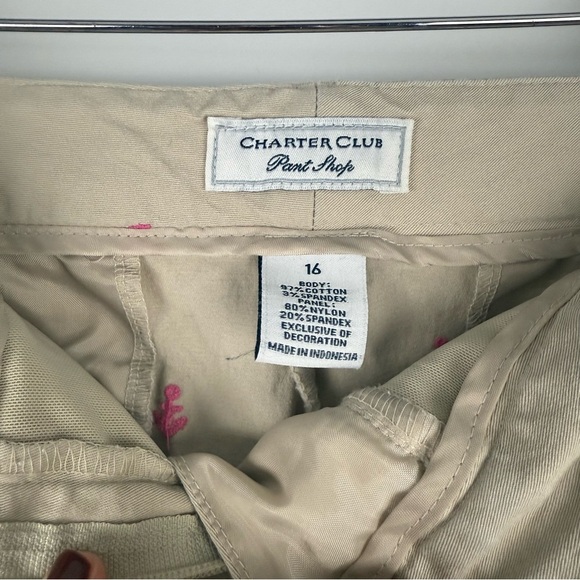 CHARTER CLUB
Pant Shop
16
BODY:
97% COTTON
3% SPANDEX
PANEL:
80% NYLON
20% SPANDEX
EXCLUSIVE OF
DECORATION
MADE IN INDONESIA